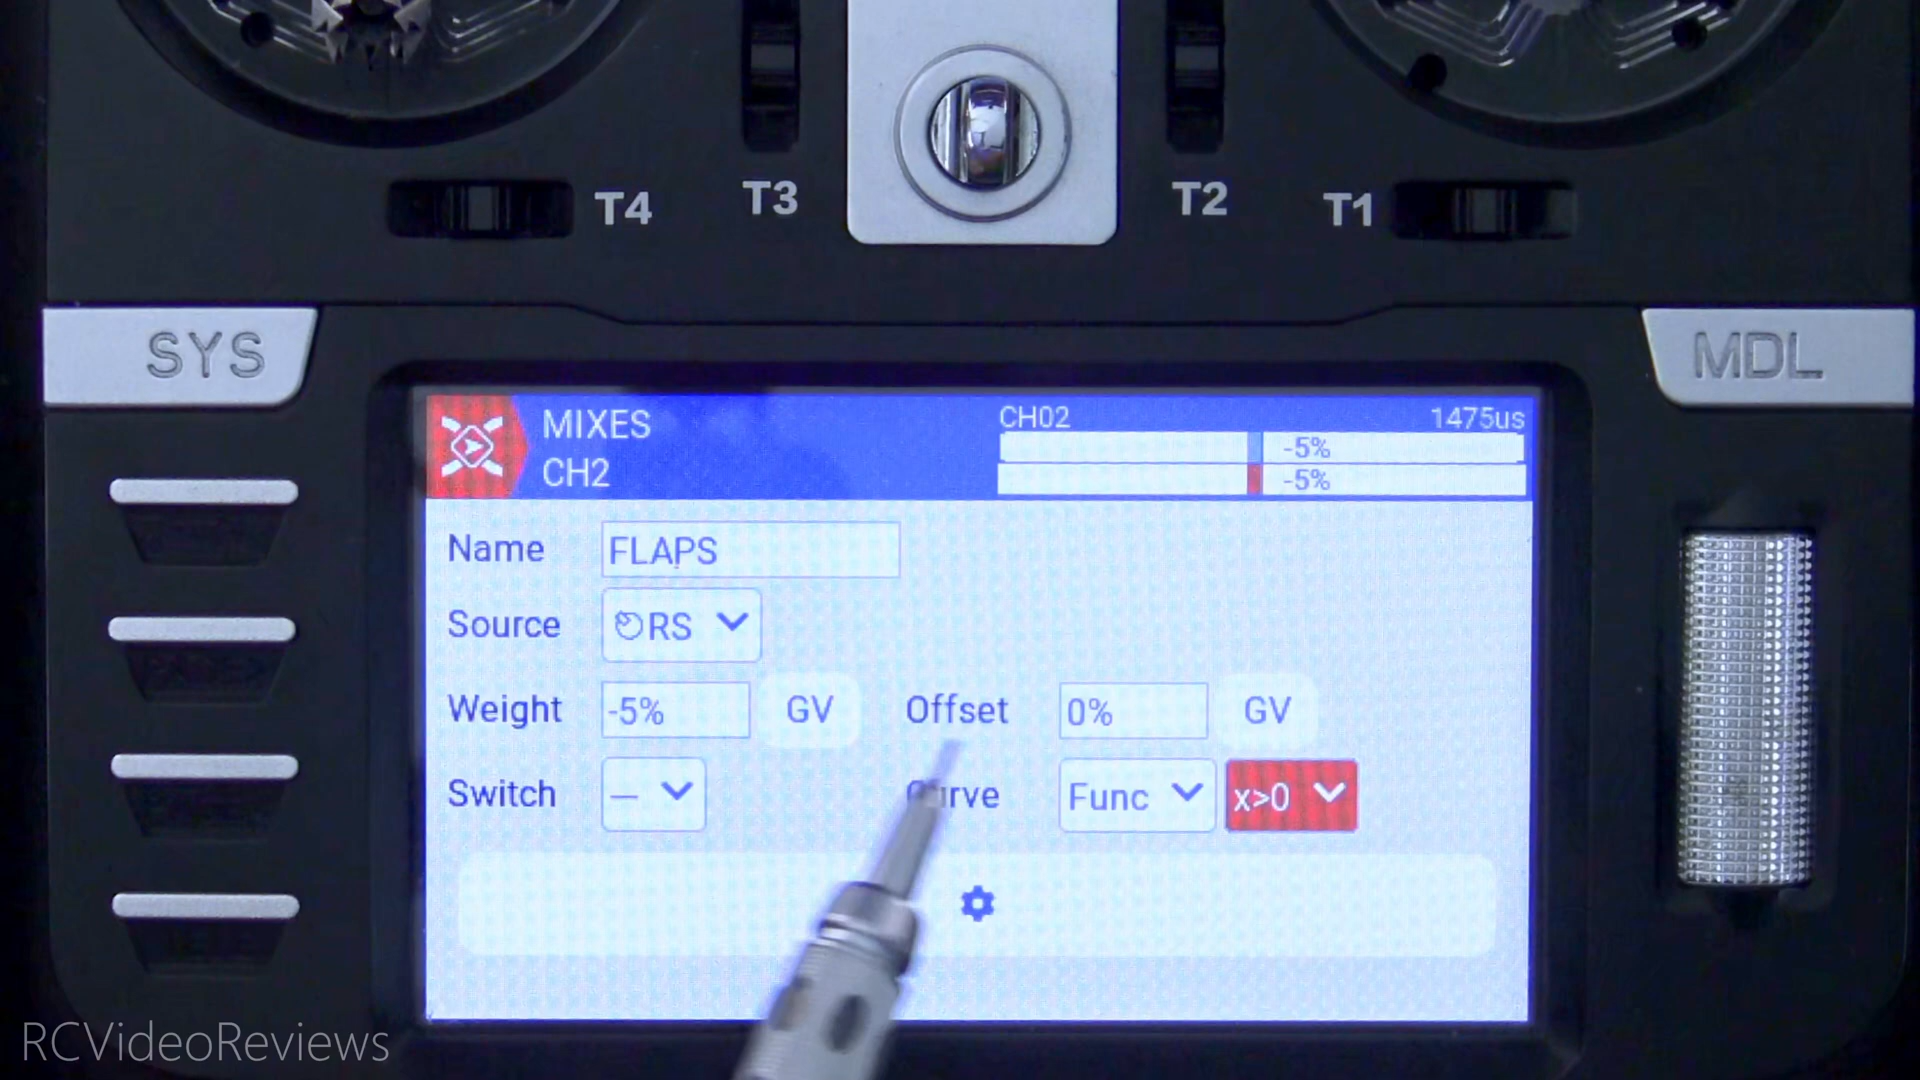 T4 T3 T2 T1
SYS
MDL
MIXES
CH2
CH02 1475us
-5%
-5%
Name FLAPS
Source RS
Weight -5% GV Offset 0% GV
Switch — Curve Func x>0
RCVideoReviews